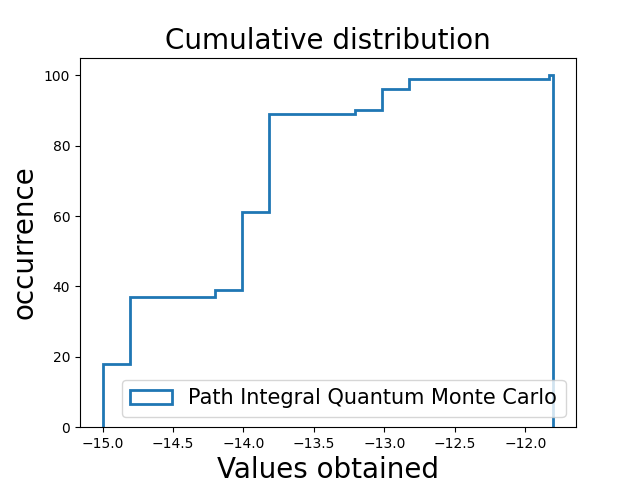 Cumulative distribution
occurrence
100
80
60
40
20
0
Path Integral Quantum Monte Carlo
−15.0 −14.5 −14.0 −13.5 −13.0 −12.5 −12.0
Values obtained